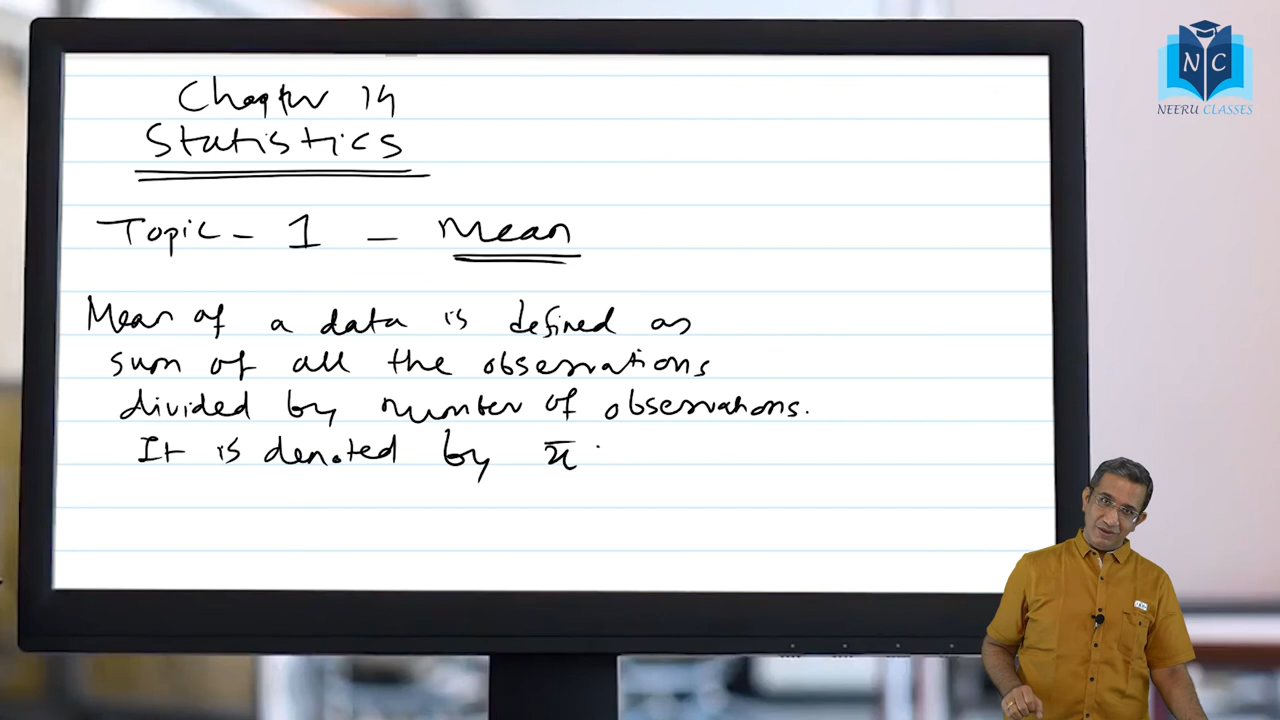 N C
NEERU CLASSES
Chapter 14
Statistics
Topic - 1 - Mean
Mean of a data is defined as
sum of all the observations
divided by number of observations.
It is denoted by x̄.